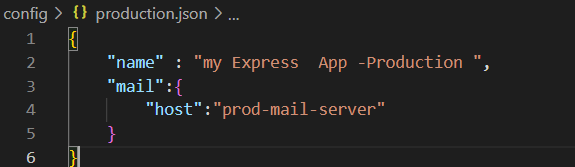 config > {} production.json > ...
1 {
2     "name" : "my Express  App -Production ",
3     "mail":{
4         "host":"prod-mail-server"
5     }
6 }